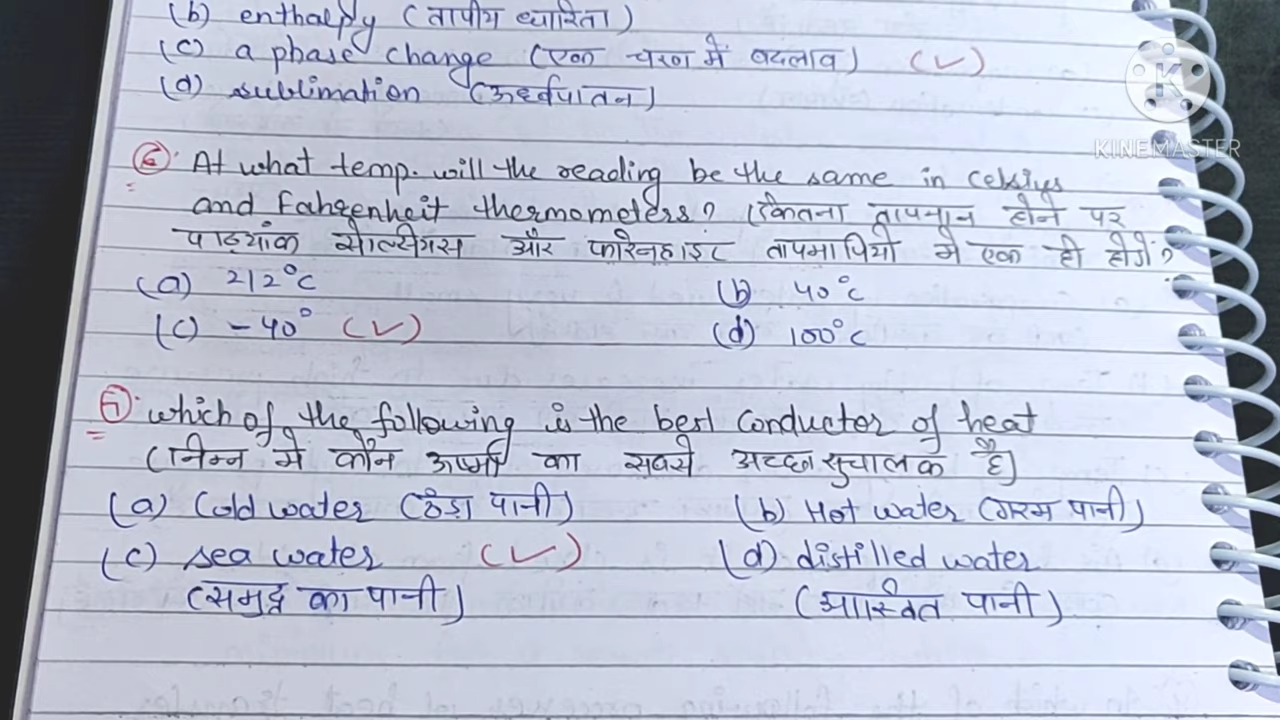 (b) enthalpy (तापीय धारिता)
(c) a phase change (एक चरण में बदलाव) (✓)
(d) sublimation (ऊर्ध्वपातन)
K
KINEMASTER
6. At what temp. will the reading be the same in Celsius
and Fahrenheit thermometers? (कितना तापमान होने पर
पाठ्यांक सेल्सीयस और फारेनहाइट तापमापियों मे एक ही होंगे?
(a) 212°C (b) 40°C
(c) -40° (✓) (d) 100°C
7. which of the following is the best conductor of heat
(निम्न मे कौन ऊष्मा का सबसे अच्छा सुचालक है)
(a) Cold water (ठंडा पानी) (b) Hot water (गरम पानी)
(c) sea water (✓) (d) distilled water
(समुद्र का पानी) (आस्वित पानी)